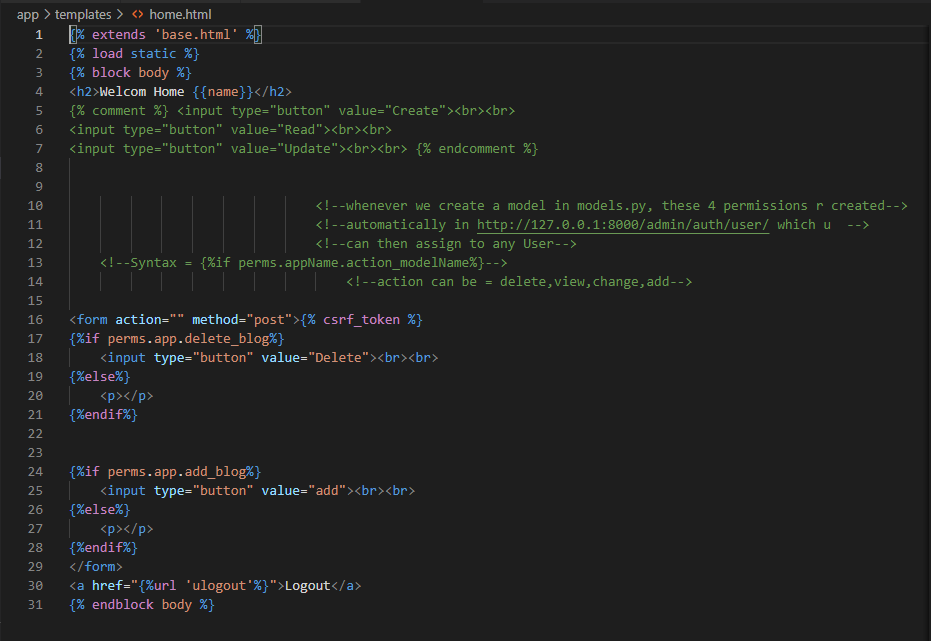 app > templates > <> home.html
1 {% extends 'base.html' %}
2 {% load static %}
3 {% block body %}
4 <h2>Welcom Home {{name}}</h2>
5 {% comment %} <input type="button" value="Create"><br><br>
6 <input type="button" value="Read"><br><br>
7 <input type="button" value="Update"><br><br> {% endcomment %}
8
9
10 <!--whenever we create a model in models.py, these 4 permissions r created-->
11 <!--automatically in http://127.0.0.1:8000/admin/auth/user/ which u  -->
12 <!--can then assign to any User-->
13 <!--Syntax = {%if perms.appName.action_modelName%}-->
14 <!--action can be = delete,view,change,add-->
15
16 <form action="" method="post">{% csrf_token %}
17 {%if perms.app.delete_blog%}
18 <input type="button" value="Delete"><br><br>
19 {%else%}
20 <p></p>
21 {%endif%}
22
23
24 {%if perms.app.add_blog%}
25 <input type="button" value="add"><br><br>
26 {%else%}
27 <p></p>
28 {%endif%}
29 </form>
30 <a href="{%url 'ulogout'%}">Logout</a>
31 {% endblock body %}